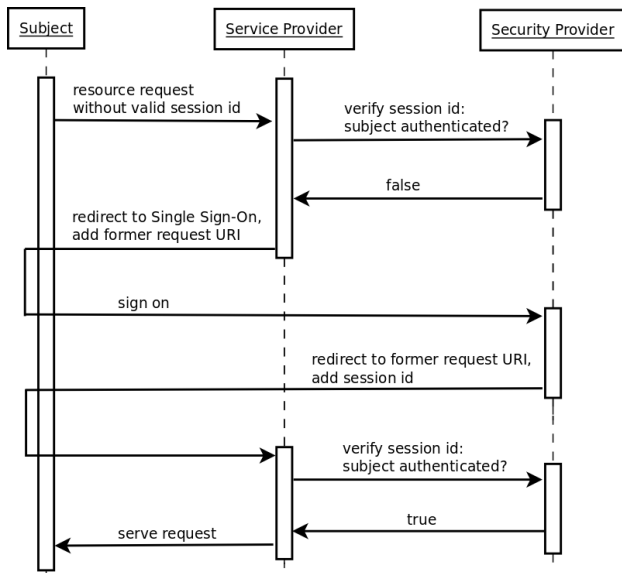 Subject
Service Provider
Security Provider
resource request
without valid session id
verify session id:
subject authenticated?
false
redirect to Single Sign-On,
add former request URI
sign on
redirect to former request URI,
add session id
verify session id:
subject authenticated?
true
serve request